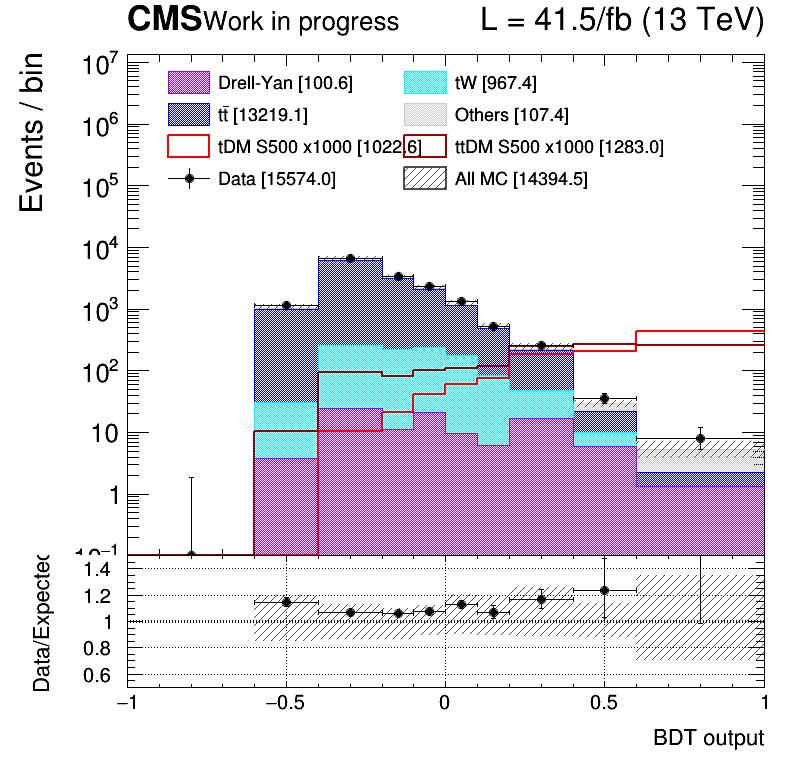 CMS Work in progress L = 41.5/fb (13 TeV)
Events / bin
10⁷
10⁶
10⁵
10⁴
10³
10²
10
1
10⁻¹
Drell-Yan [100.6] tW [967.4]
tt̄ [13219.1] Others [107.4]
tDM S500 x1000 [1022.6] ttDM S500 x1000 [1283.0]
Data [15574.0] All MC [14394.5]
Data/Expected
1.4
1.2
1
0.8
0.6
−1 −0.5 0 0.5 1
BDT output